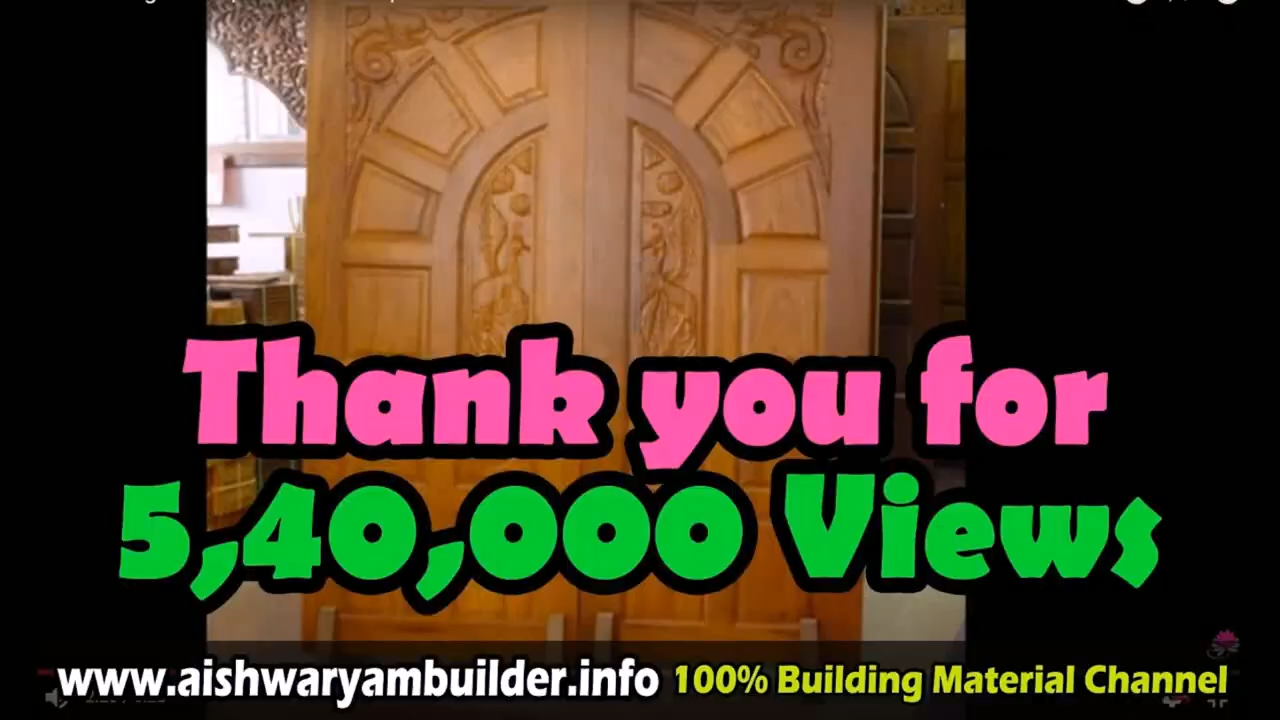 Thank you for
5,40,000 Views
www.aishwaryambuilder.info 100% Building Material Channel